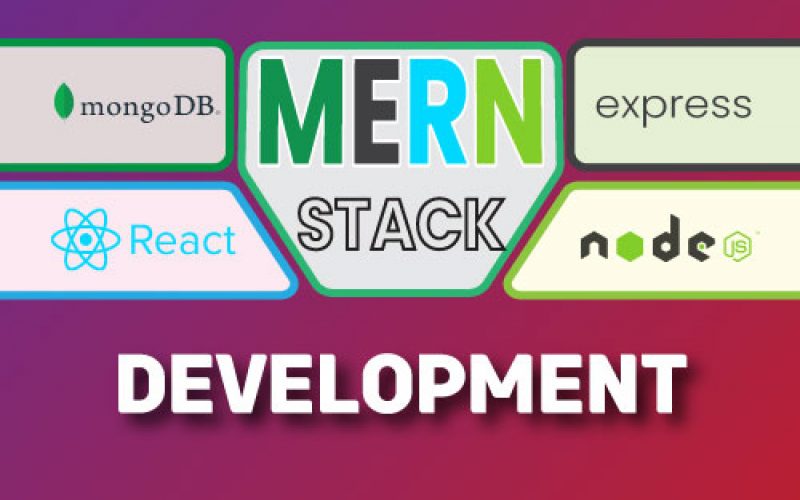 mongoDB®
MERN
express
React
STACK
node
JS
DEVELOPMENT